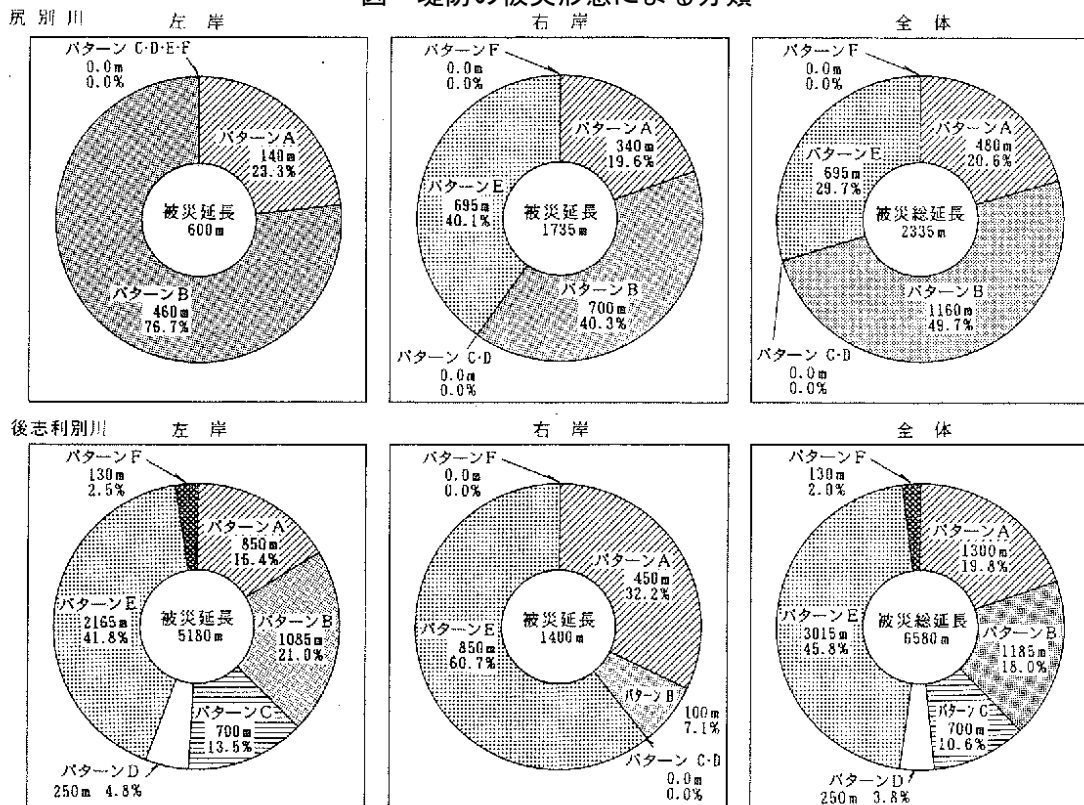 図 堤防の被災形態による分類
尻別川
左岸
パターン C·D·E·F
0.0m
0.0%
パターンA
140m
23.3%
被災延長
600m
パターンB
460m
76.7%
右岸
パターンF
0.0m
0.0%
パターンA
340m
19.6%
パターンE
695m
40.1%
被災延長
1735m
パターンB
700m
40.3%
パターン C·D
0.0m
0.0%
全体
パターンF
0.0m
0.0%
パターンA
480m
20.6%
パターンE
695m
29.7%
被災総延長
2335m
パターンB
1160m
49.7%
パターン C·D
0.0m
0.0%
後志利別川
左岸
パターンF
130m
2.5%
パターンA
850m
16.4%
パターンE
2165m
41.8%
被災延長
5180m
パターンB
1085m
21.0%
パターンC
700m
13.5%
パターンD
250m 4.8%
右岸
パターンF
0.0m
0.0%
パターンA
450m
32.2%
パターンE
850m
60.7%
被災延長
1400m
パターンB
100m
7.1%
パターン C·D
0.0m
0.0%
全体
パターンF
130m
2.0%
パターンA
1300m
19.8%
パターンE
3015m
45.8%
被災総延長
6580m
パターンB
1185m
18.0%
パターンC
700m
10.6%
パターンD
250m 3.8%